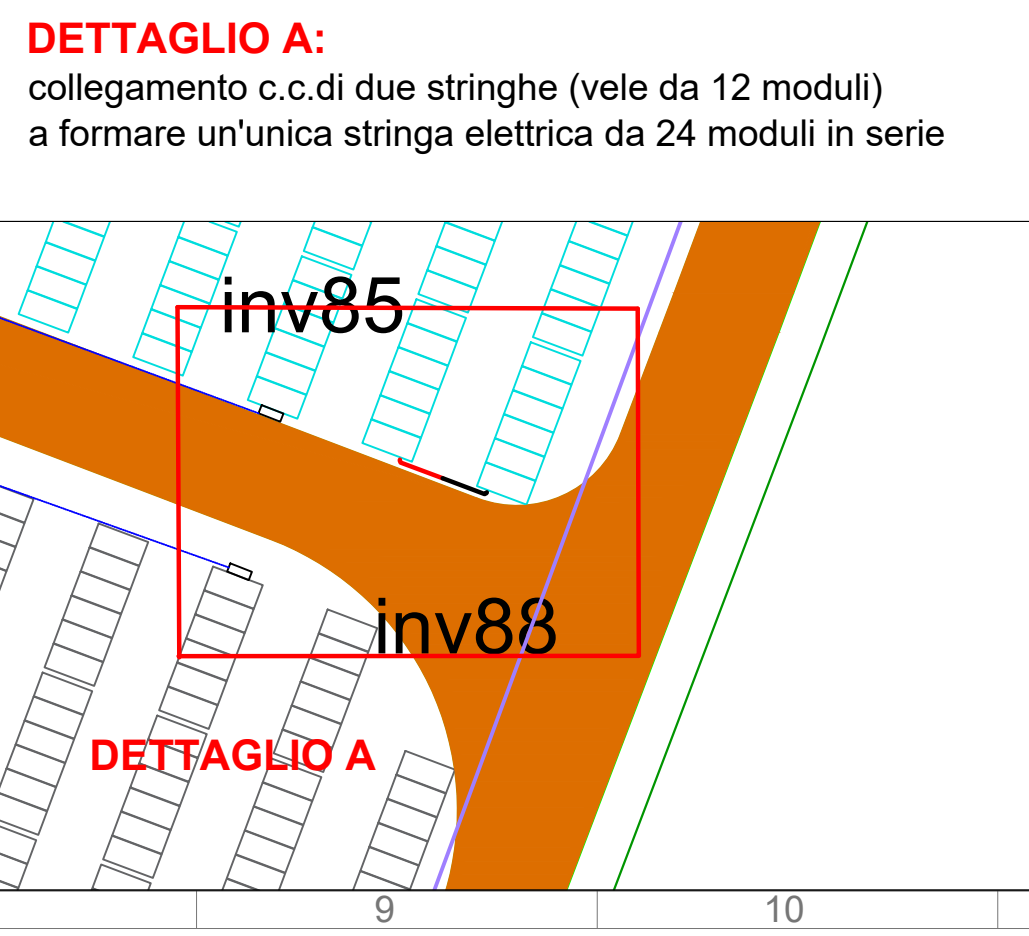 DETTAGLIO A:
collegamento c.c.di due stringhe (vele da 12 moduli)
a formare un'unica stringa elettrica da 24 moduli in serie
inv85
inv88
DETTAGLIO A
9
10